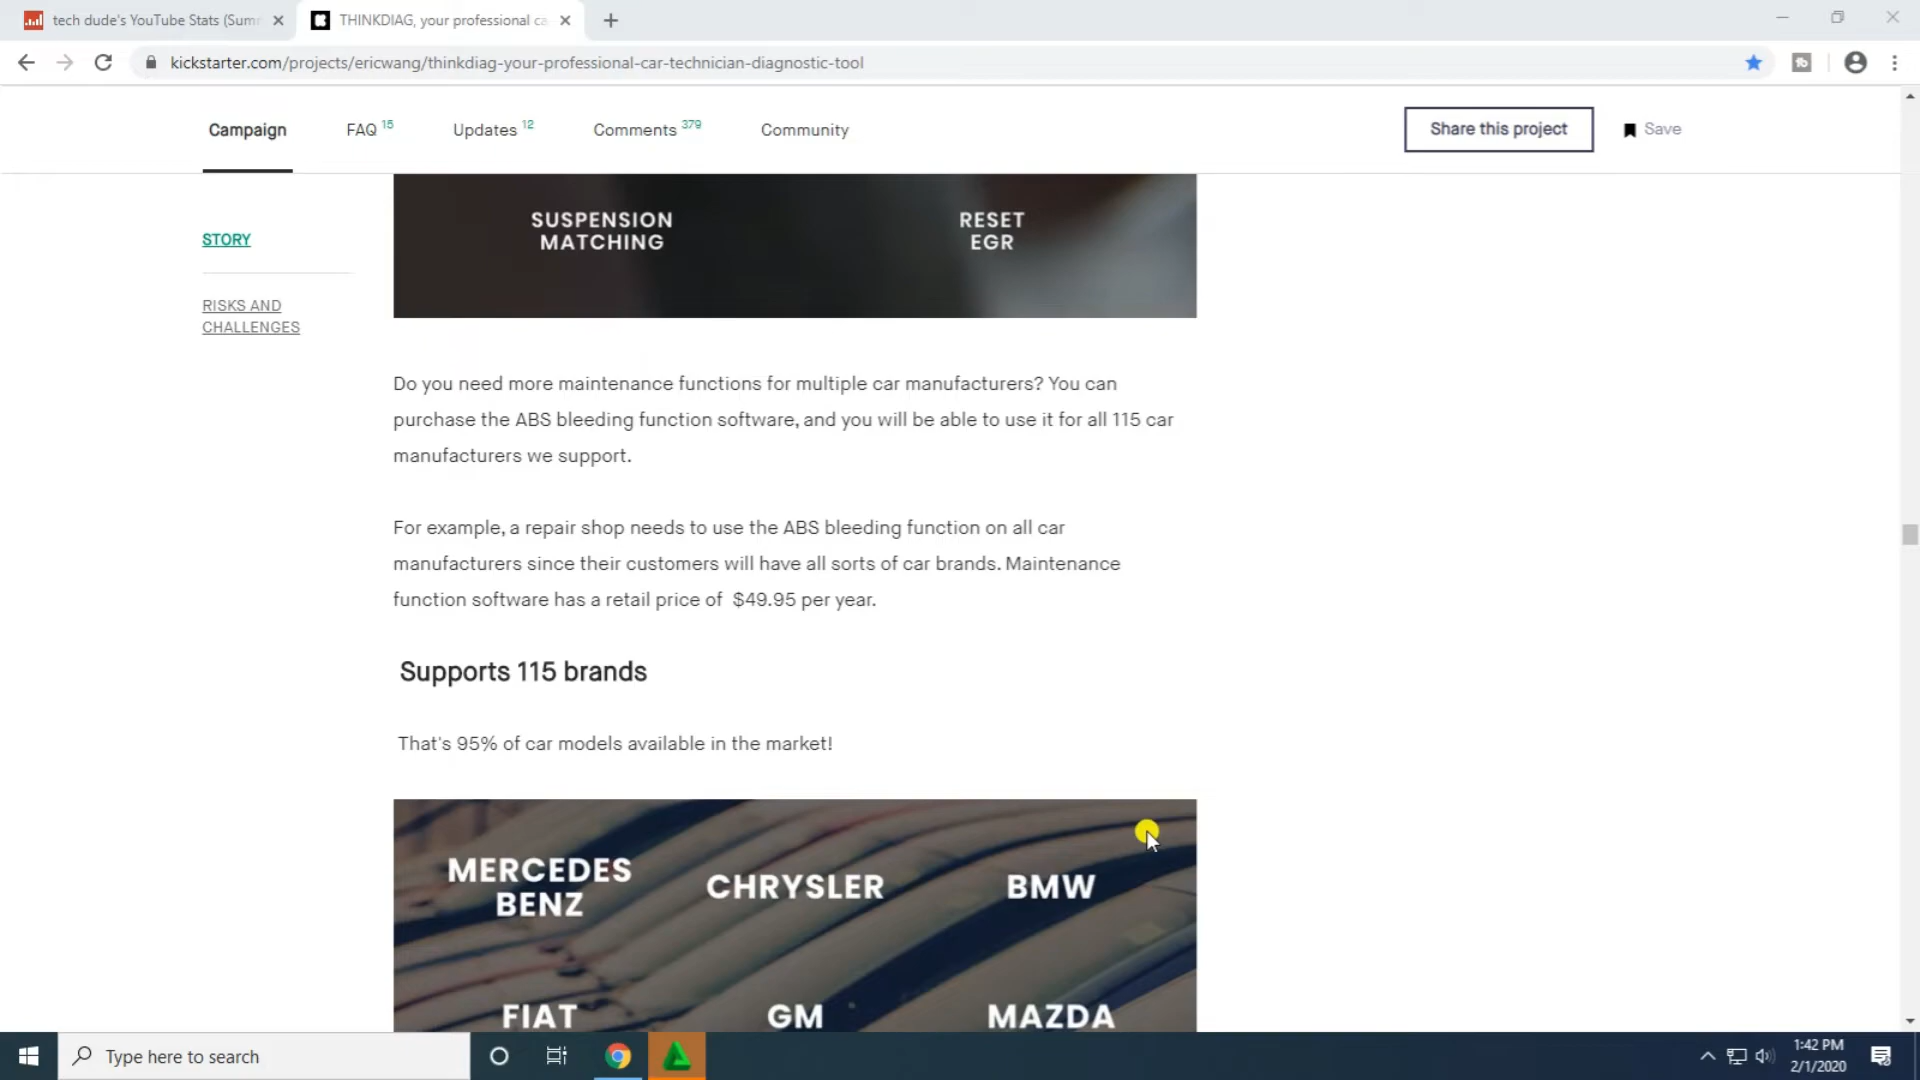 tech dude's YouTube Stats (Sum
THINKDIAG, your professional ca
kickstarter.com/projects/ericwang/thinkdiag-your-professional-car-technician-diagnostic-tool
Campaign
FAQ 15
Updates 12
Comments 379
Community
Share this project
Save
STORY
RISKS AND
CHALLENGES
SUSPENSION
MATCHING
RESET
EGR
Do you need more maintenance functions for multiple car manufacturers? You can
purchase the ABS bleeding function software, and you will be able to use it for all 115 car
manufacturers we support.
For example, a repair shop needs to use the ABS bleeding function on all car
manufacturers since their customers will have all sorts of car brands. Maintenance
function software has a retail price of $49.95 per year.
Supports 115 brands
That's 95% of car models available in the market!
MERCEDES
BENZ
CHRYSLER
BMW
FIAT
GM
MAZDA
Type here to search
1:42 PM
2/1/2020